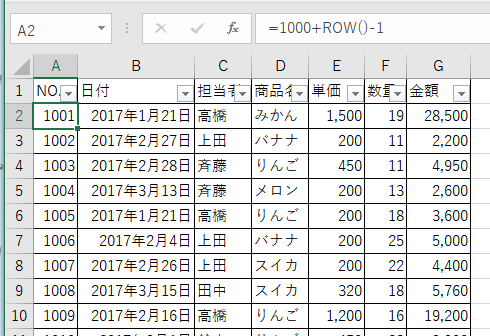 A2 fx =1000+ROW()-1
A B C D E F G
1 NO. 日付 担当者 商品名 単価 数量 金額
2 1001 2017年1月21日 高橋 みかん 1,500 19 28,500
3 1002 2017年2月27日 上田 バナナ 200 11 2,200
4 1003 2017年2月28日 斉藤 りんご 450 11 4,950
5 1004 2017年3月13日 斉藤 メロン 200 13 2,600
6 1005 2017年1月21日 高橋 りんご 200 18 3,600
7 1006 2017年2月4日 上田 バナナ 200 25 5,000
8 1007 2017年2月26日 上田 スイカ 200 22 4,400
9 1008 2017年3月15日 田中 スイカ 320 18 5,760
10 1009 2017年2月16日 高橋 りんご 1,200 16 19,200